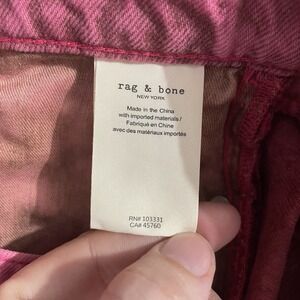 rag & bone
NEW YORK
Made in the China
with imported materials /
Fabriqué en Chine
avec des matériaux importés
RN# 103331
CA# 45760